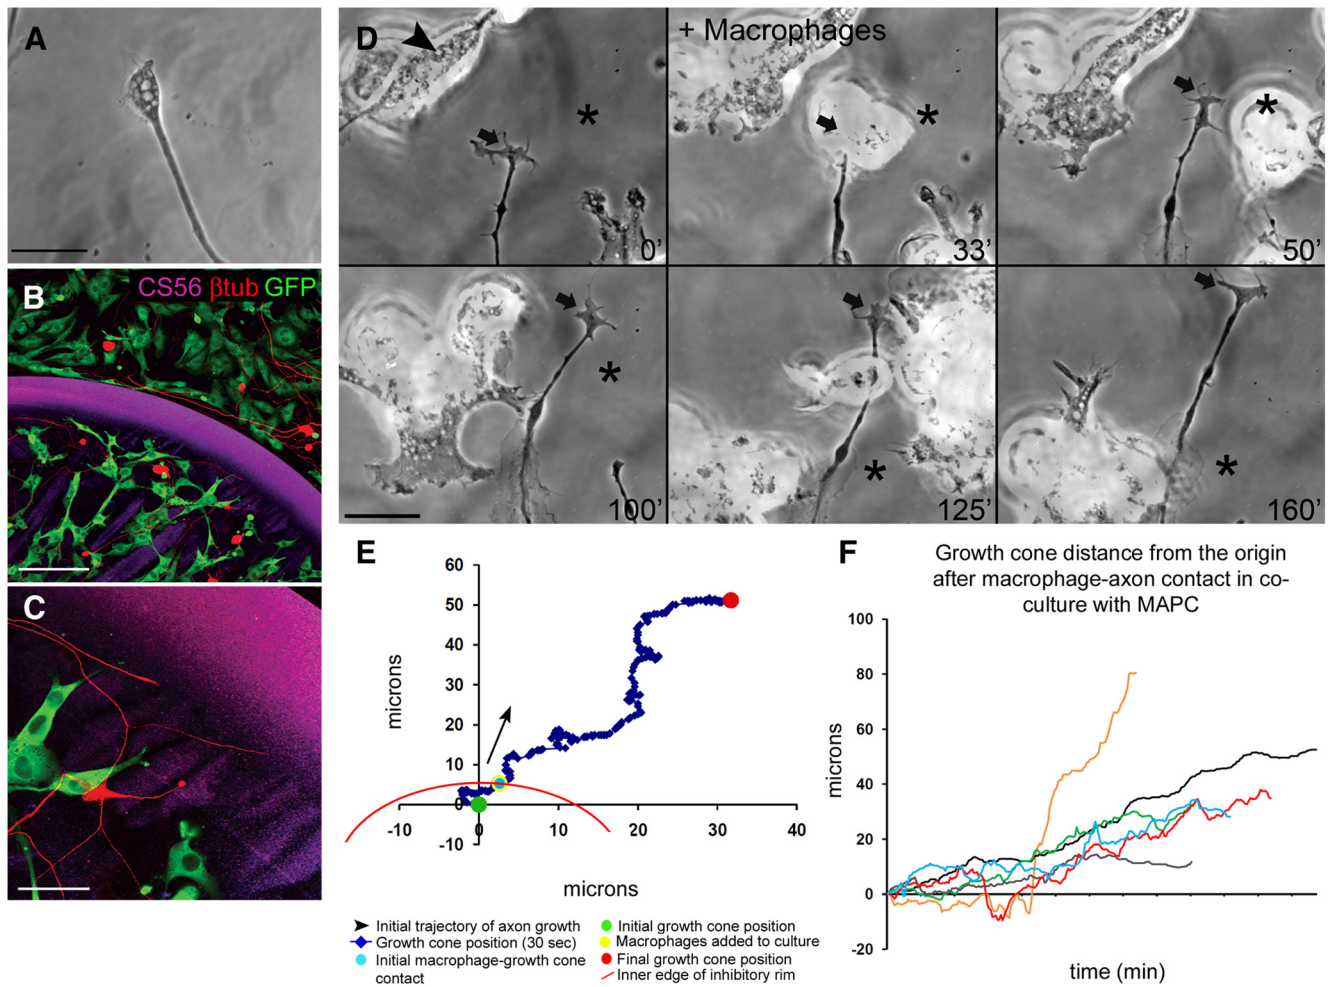 A
B
CS56 βtub GFP
C
D
+ Macrophages
*
*
*
0'
33'
50'
*
*
*
100'
125'
160'
E
60
50
40
30
20
10
0
-10
-10
0
10
20
30
40
microns
microns
Initial trajectory of axon growth
Growth cone position (30 sec)
Initial macrophage-growth cone
contact
Initial growth cone position
Macrophages added to culture
Final growth cone position
Inner edge of inhibitory rim
F
Growth cone distance from the origin
after macrophage-axon contact in co-
culture with MAPC
100
80
60
40
20
0
-20
microns
time (min)